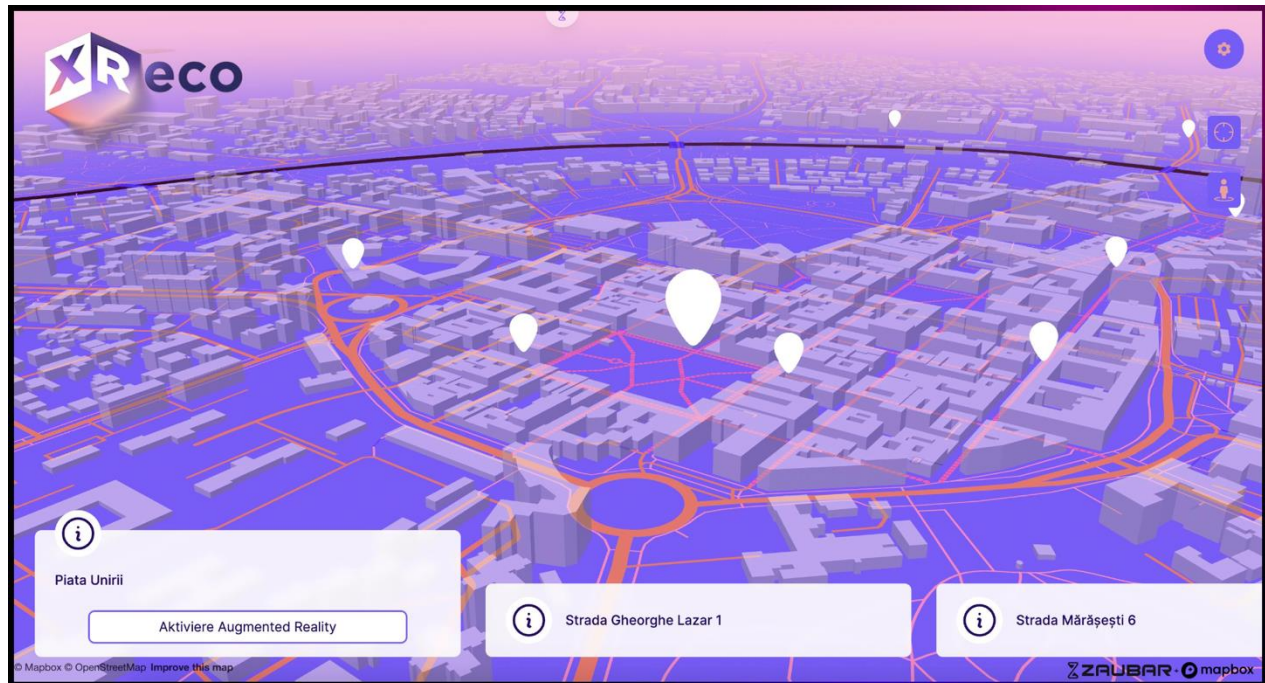 XReco
Piata Unirii
Aktiviere Augmented Reality
Strada Gheorghe Lazar 1
Strada Mărășești 6
© Mapbox © OpenStreetMap Improve this map
ZAUBAR · mapbox